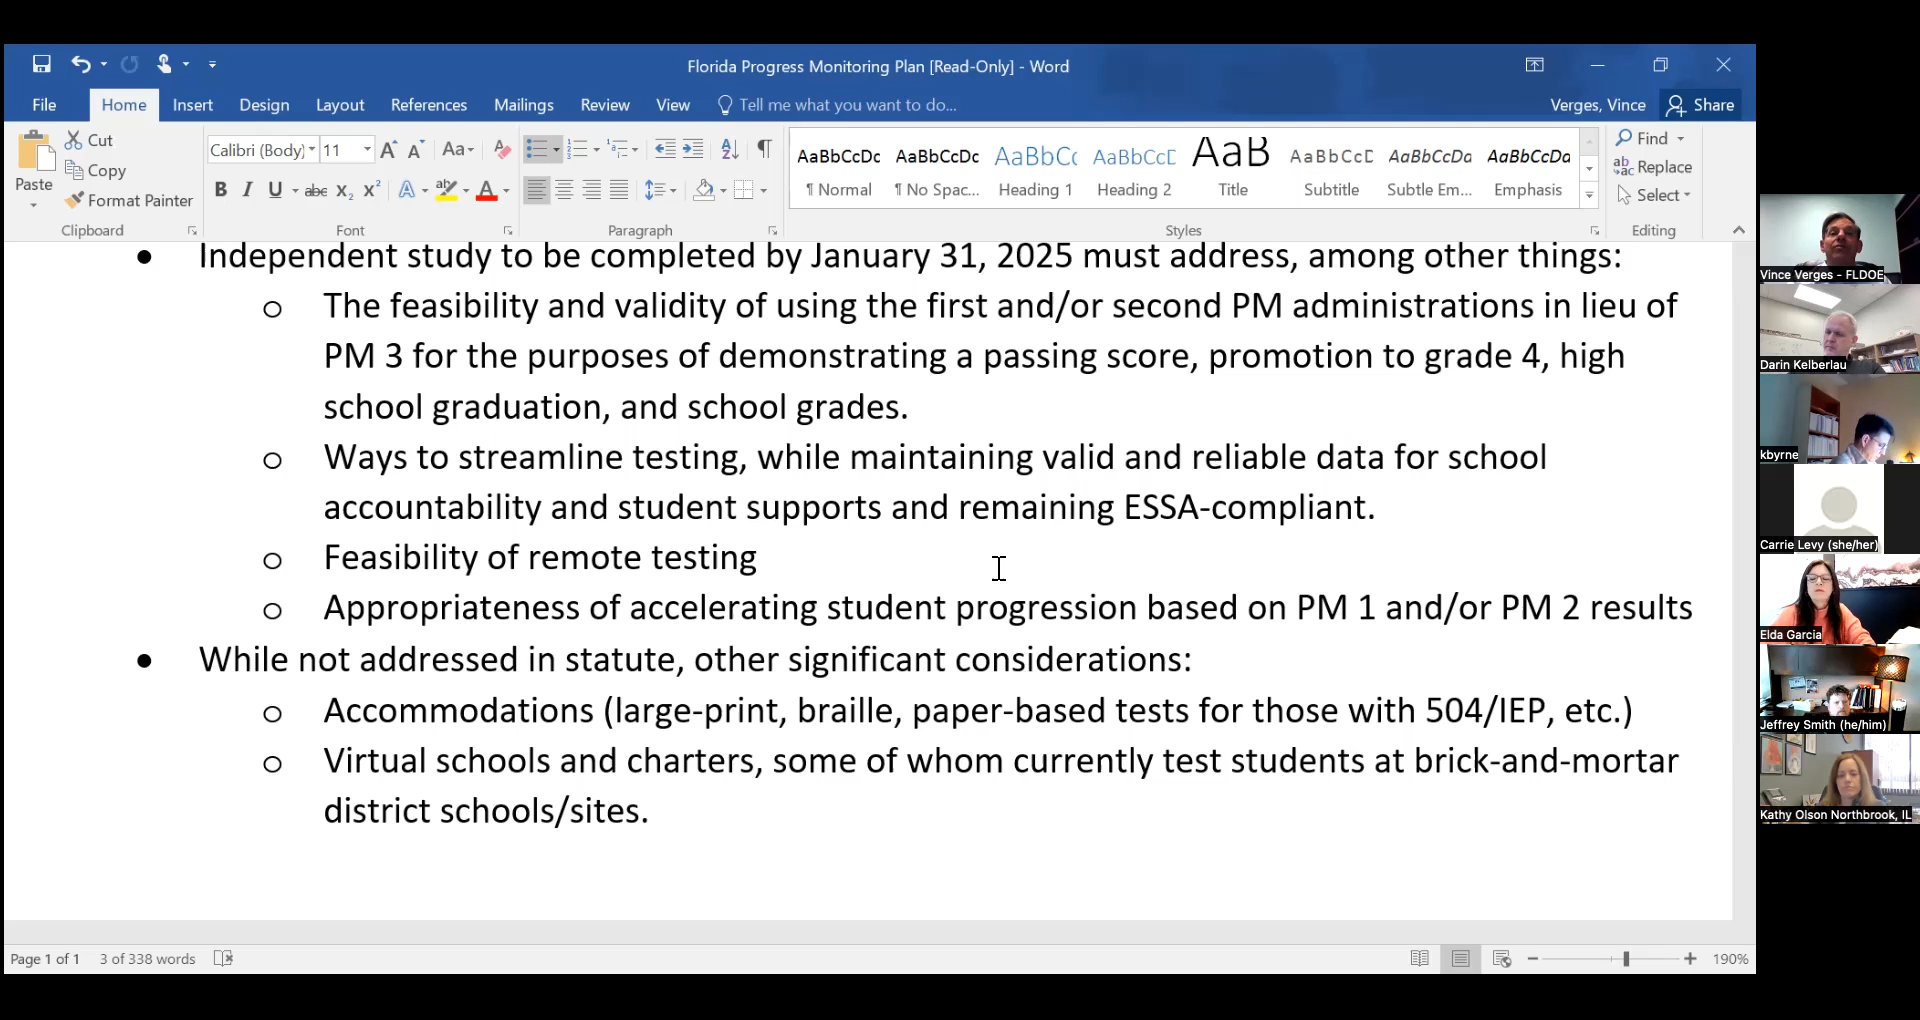 Florida Progress Monitoring Plan [Read-Only] - Word
File Home Insert Design Layout References Mailings Review View Tell me what you want to do... Verges, Vince Share
Paste
Cut
Copy
Format Painter
Clipboard
Calibri (Body) 11
Font
Paragraph
AaBbCcDc AaBbCcDc AaBbC( AaBbCcC AaB AaBbCcC AaBbCcDa AaBbCcDa
¶ Normal ¶ No Spac... Heading 1 Heading 2 Title Subtitle Subtle Em... Emphasis
Styles
Find
Replace
Select
Editing
• Independent study to be completed by January 31, 2025 must address, among other things:
o The feasibility and validity of using the first and/or second PM administrations in lieu of
PM 3 for the purposes of demonstrating a passing score, promotion to grade 4, high
school graduation, and school grades.
o Ways to streamline testing, while maintaining valid and reliable data for school
accountability and student supports and remaining ESSA-compliant.
o Feasibility of remote testing
o Appropriateness of accelerating student progression based on PM 1 and/or PM 2 results
• While not addressed in statute, other significant considerations:
o Accommodations (large-print, braille, paper-based tests for those with 504/IEP, etc.)
o Virtual schools and charters, some of whom currently test students at brick-and-mortar
district schools/sites.
Page 1 of 1 3 of 338 words 190%
Vince Verges - FLDOE
Darin Kelberlau
kbyrne
Carrie Levy (she/her)
Elda Garcia
Jeffrey Smith (he/him)
Kathy Olson Northbrook, IL